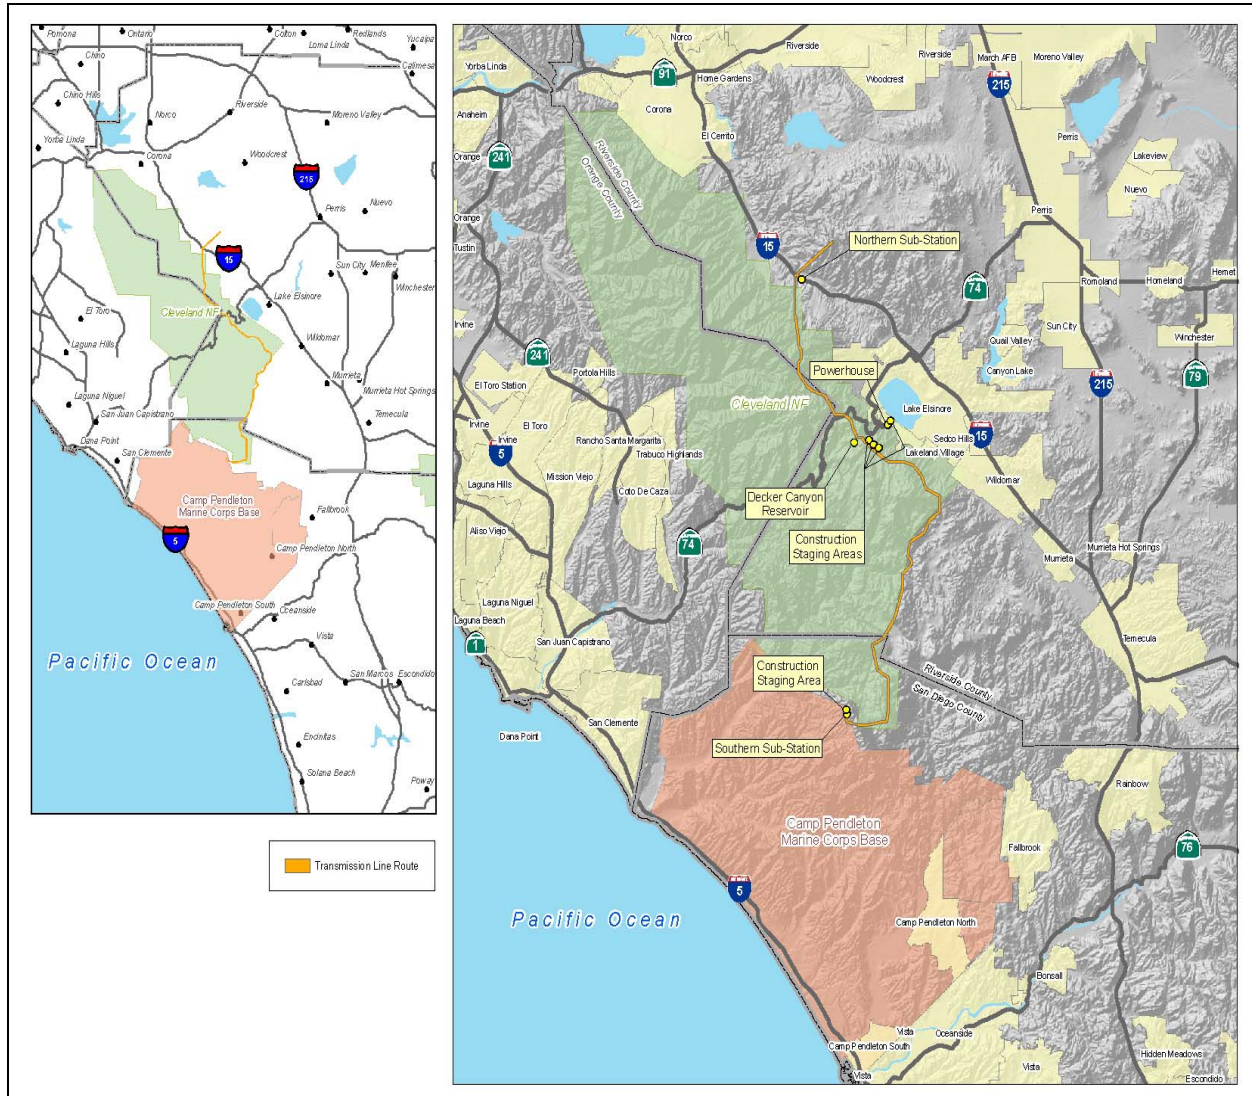 Pomona
Ontario
Colton
Redlands
Loma Linda
Yucaipa
Chino
Calimesa
Chino Hills
Riverside
Norco
Moreno Valley
Yorba Linda
Corona
Woodcrest
215
Nuevo
Perris
15
Sun City
Menifee
Winchester
Lake Elsinore
El Toro
Cleveland NF
Wildomar
Laguna Hills
Murrieta
Murrieta Hot Springs
Laguna Niguel
San Juan Capistrano
Temecula
Dana Point
San Clemente
Camp Pendleton
Marine Corps Base
Fallbrook
5
Camp Pendleton North
Camp Pendleton South
Oceanside
Vista
Pacific Ocean
San Marcos
Escondido
Carlsbad
Encinitas
Solana Beach
Poway
Transmission Line Route
Norco
Riverside
Riverside
March AFB
Moreno Valley
Yorba Linda
91
Home Gardens
Woodcrest
215
Corona
Anaheim
El Cerrito
Perris
Orange
241
Lakeview
Riverside County
Orange County
Nuevo
Orange
Perris
Tustin
15
Northern Sub-Station
74
Romoland
Homeland
Hemet
Irvine
Sun City
Quail Valley
Winchester
241
Portola Hills
Powerhouse
Canyon Lake
79
El Toro Station
215
Cleveland NF
Lake Elsinore
Irvine
El Toro
Rancho Santa Margarita
Sedco Hills
15
Irvine
5
Trabuco Highlands
Lakeland Village
Mission Viejo
Wildomar
Laguna Hills
Coto De Caza
Decker Canyon
Reservoir
Aliso Viejo
Construction
Staging Areas
74
Murrieta
Murrieta Hot Springs
Laguna Niguel
Laguna Beach
1
San Juan Capistrano
Temecula
Construction
Staging Area
Riverside County
San Diego County
San Clemente
Dana Point
Southern Sub-Station
Rainbow
Camp Pendleton
Marine Corps Base
Fallbrook
76
5
Pacific Ocean
Camp Pendleton North
Bonsall
Vista
Oceanside
Camp Pendleton South
Hidden Meadows
Vista
Vista
Escondido